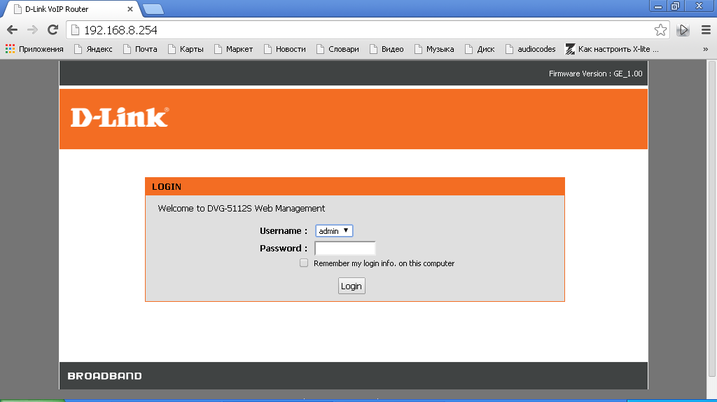 D-Link VoIP Router
192.168.8.254
Приложения Яндекс Почта Карты Маркет Новости Словари Видео Музыка Диск audiocodes Как настроить X-lite ... »
Firmware Version : GE_1.00
D-Link®
LOGIN
Welcome to DVG-5112S Web Management
Username : admin
Password :
Remember my login info. on this computer
Login
BROADBAND